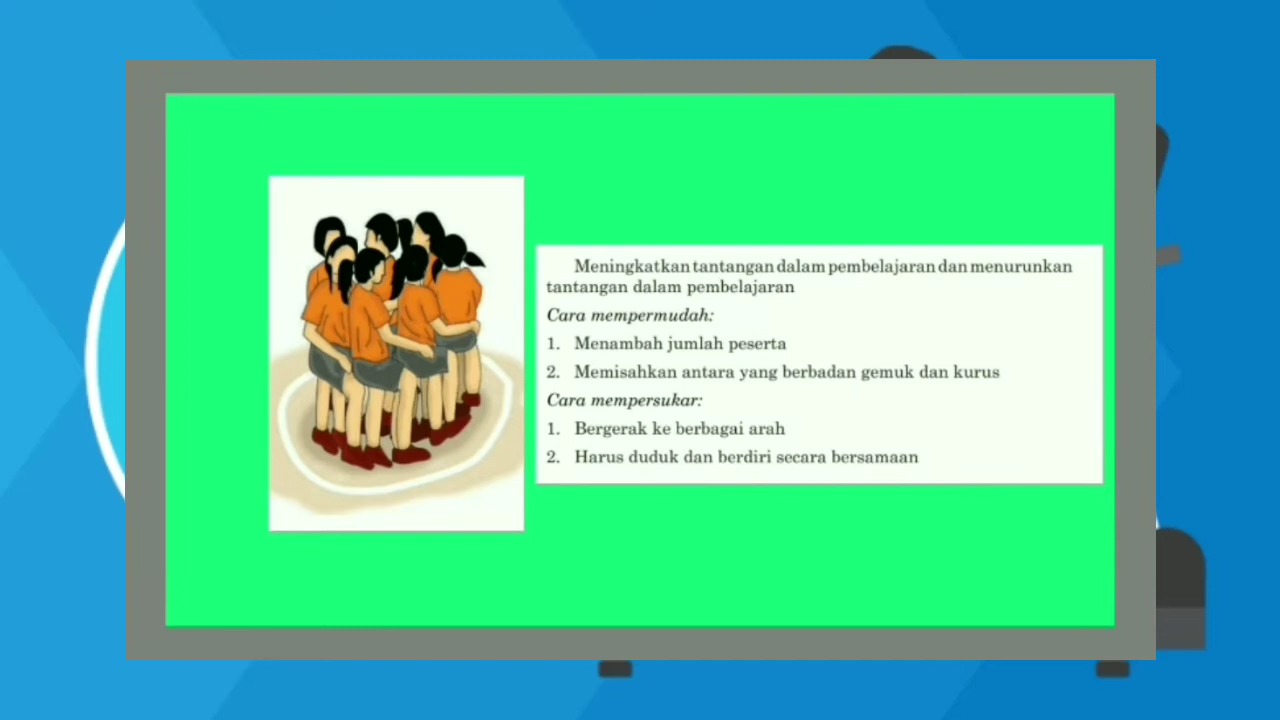 Meningkatkan tantangan dalam pembelajaran dan menurunkan
tantangan dalam pembelajaran
Cara mempermudah:
1. Menambah jumlah peserta
2. Memisahkan antara yang berbadan gemuk dan kurus
Cara mempersukar:
1. Bergerak ke berbagai arah
2. Harus duduk dan berdiri secara bersamaan